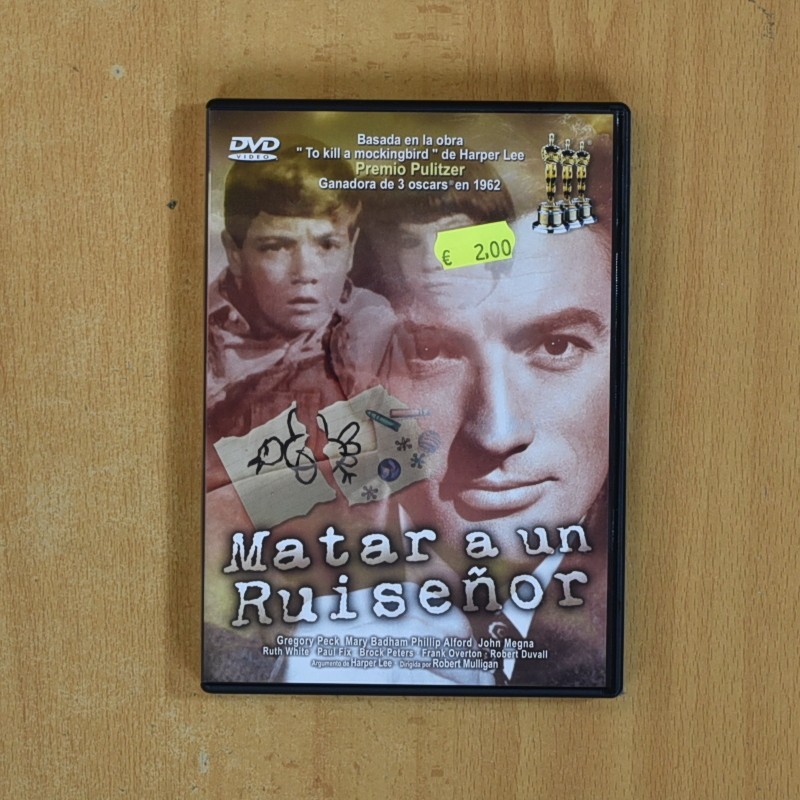 DVD
VIDEO
Basada en la obra
" To kill a mockingbird " de Harper Lee
Premio Pulitzer
Ganadora de 3 oscars en 1962
€ 2,00
Matar a un
Ruiseñor
Gregory Peck Mary Badham Phillip Alford John Megna
Ruth White Paul Fix Brock Peters Frank Overton Robert Duvall
Argumento de Harper Lee - Dirigida por Robert Mulligan